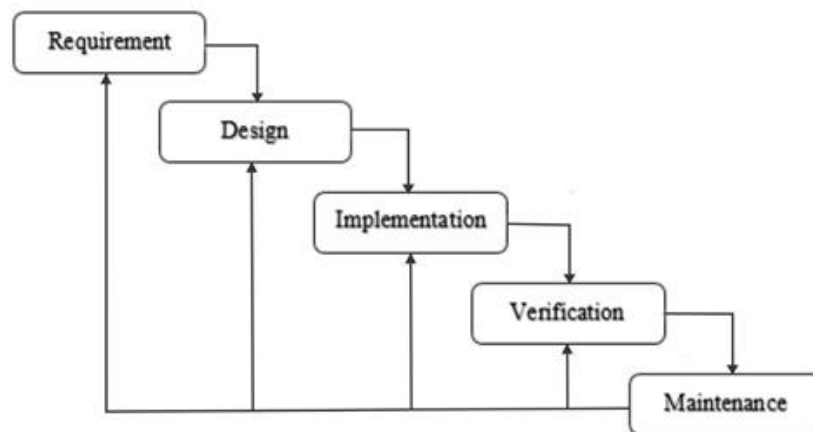 Requirement
Design
Implementation
Verification
Maintenance